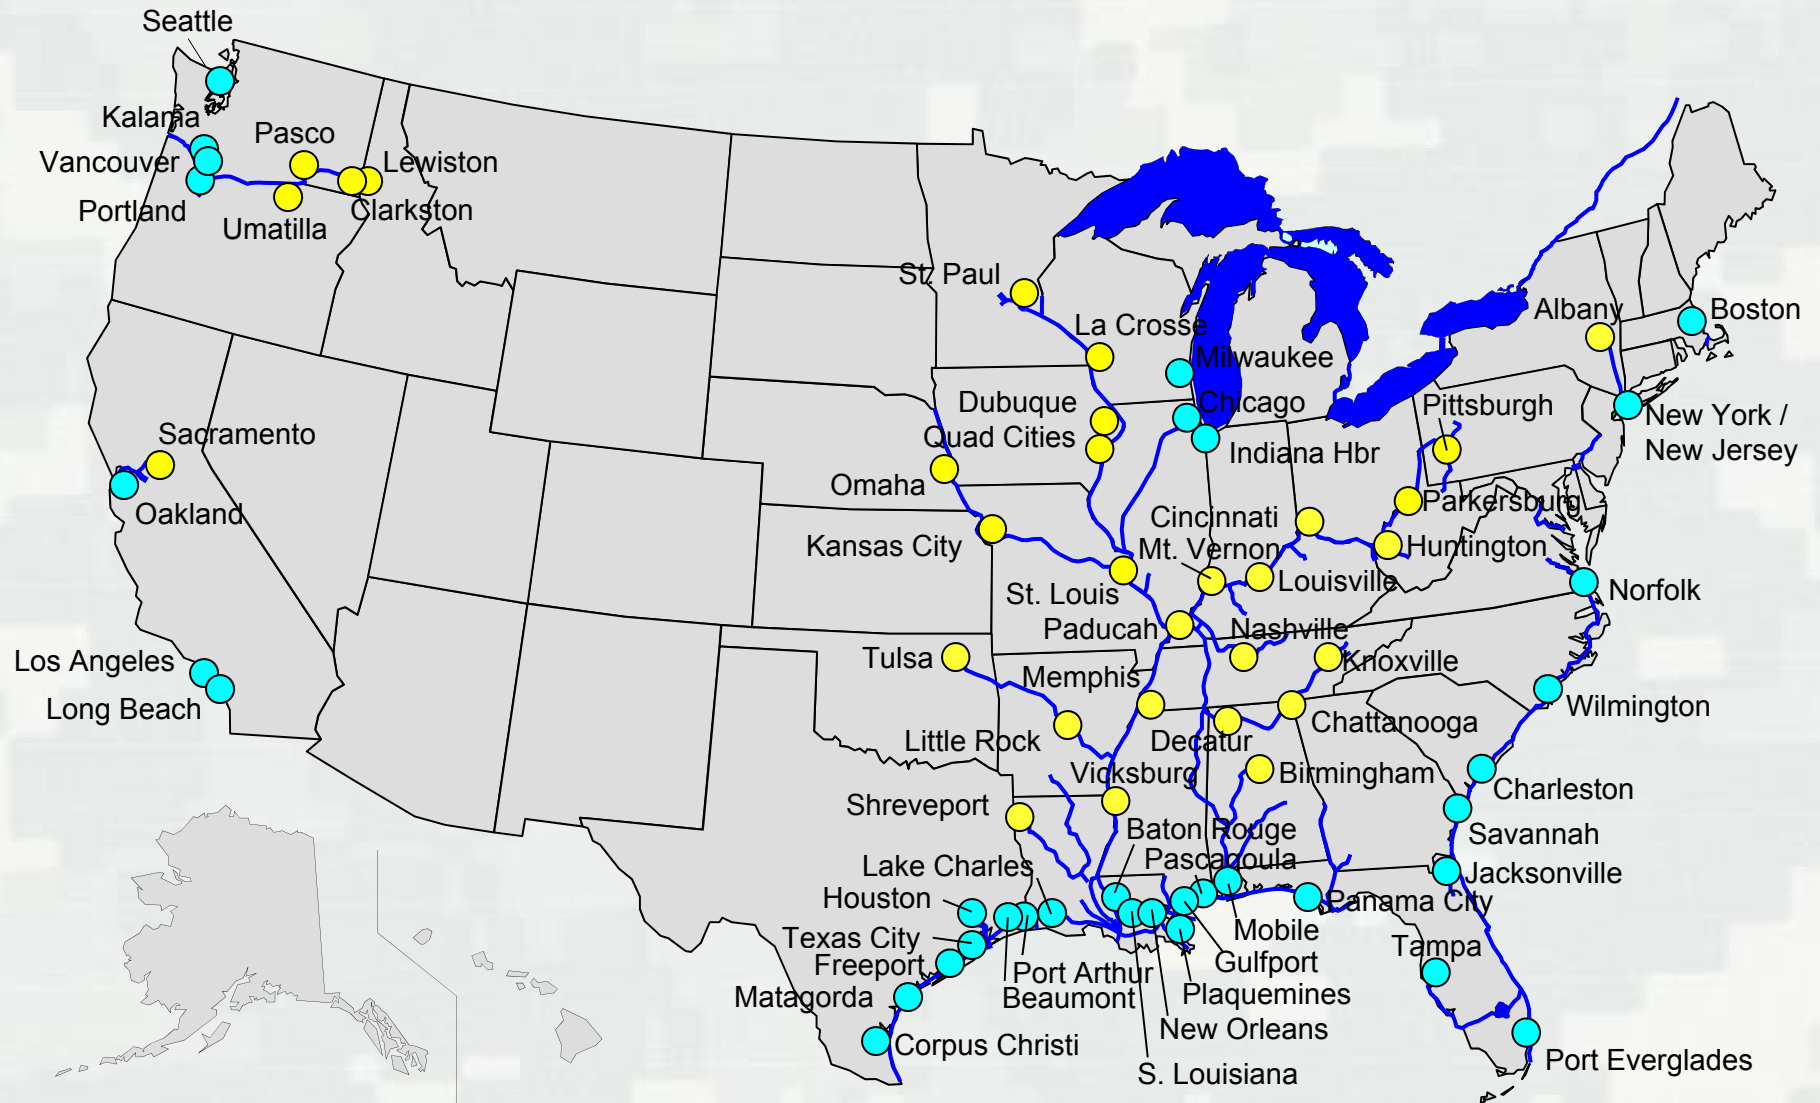 Seattle
Kalama
Pasco
Vancouver
Lewiston
Portland
Clarkston
Umatilla
St. Paul
Albany
Boston
La Crosse
Milwaukee
Dubuque
Chicago
Pittsburgh
New York /
New Jersey
Quad Cities
Sacramento
Indiana Hbr
Omaha
Parkersburg
Oakland
Cincinnati
Kansas City
Mt. Vernon
Huntington
Louisville
Norfolk
St. Louis
Paducah
Nashville
Tulsa
Los Angeles
Knoxville
Memphis
Long Beach
Wilmington
Chattanooga
Little Rock
Decatur
Vicksburg
Birmingham
Charleston
Shreveport
Baton Rouge
Savannah
Pascagoula
Lake Charles
Jacksonville
Houston
Panama City
Mobile
Texas City
Tampa
Freeport
Gulfport
Port Arthur
Matagorda
Beaumont
Plaquemines
New Orleans
Corpus Christi
Port Everglades
S. Louisiana